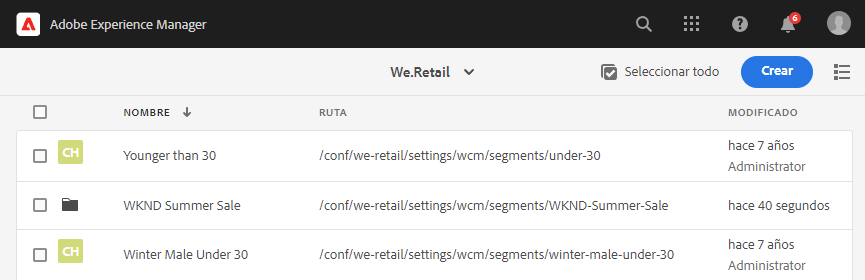 Adobe Experience Manager
6
We.Retail
Seleccionar todo
Crear
NOMBRE RUTA MODIFICADO
CH Younger than 30 /conf/we-retail/settings/wcm/segments/under-30 hace 7 años
Administrator
WKND Summer Sale /conf/we-retail/settings/wcm/segments/WKND-Summer-Sale hace 40 segundos
CH Winter Male Under 30 /conf/we-retail/settings/wcm/segments/winter-male-under-30 hace 7 años
Administrator